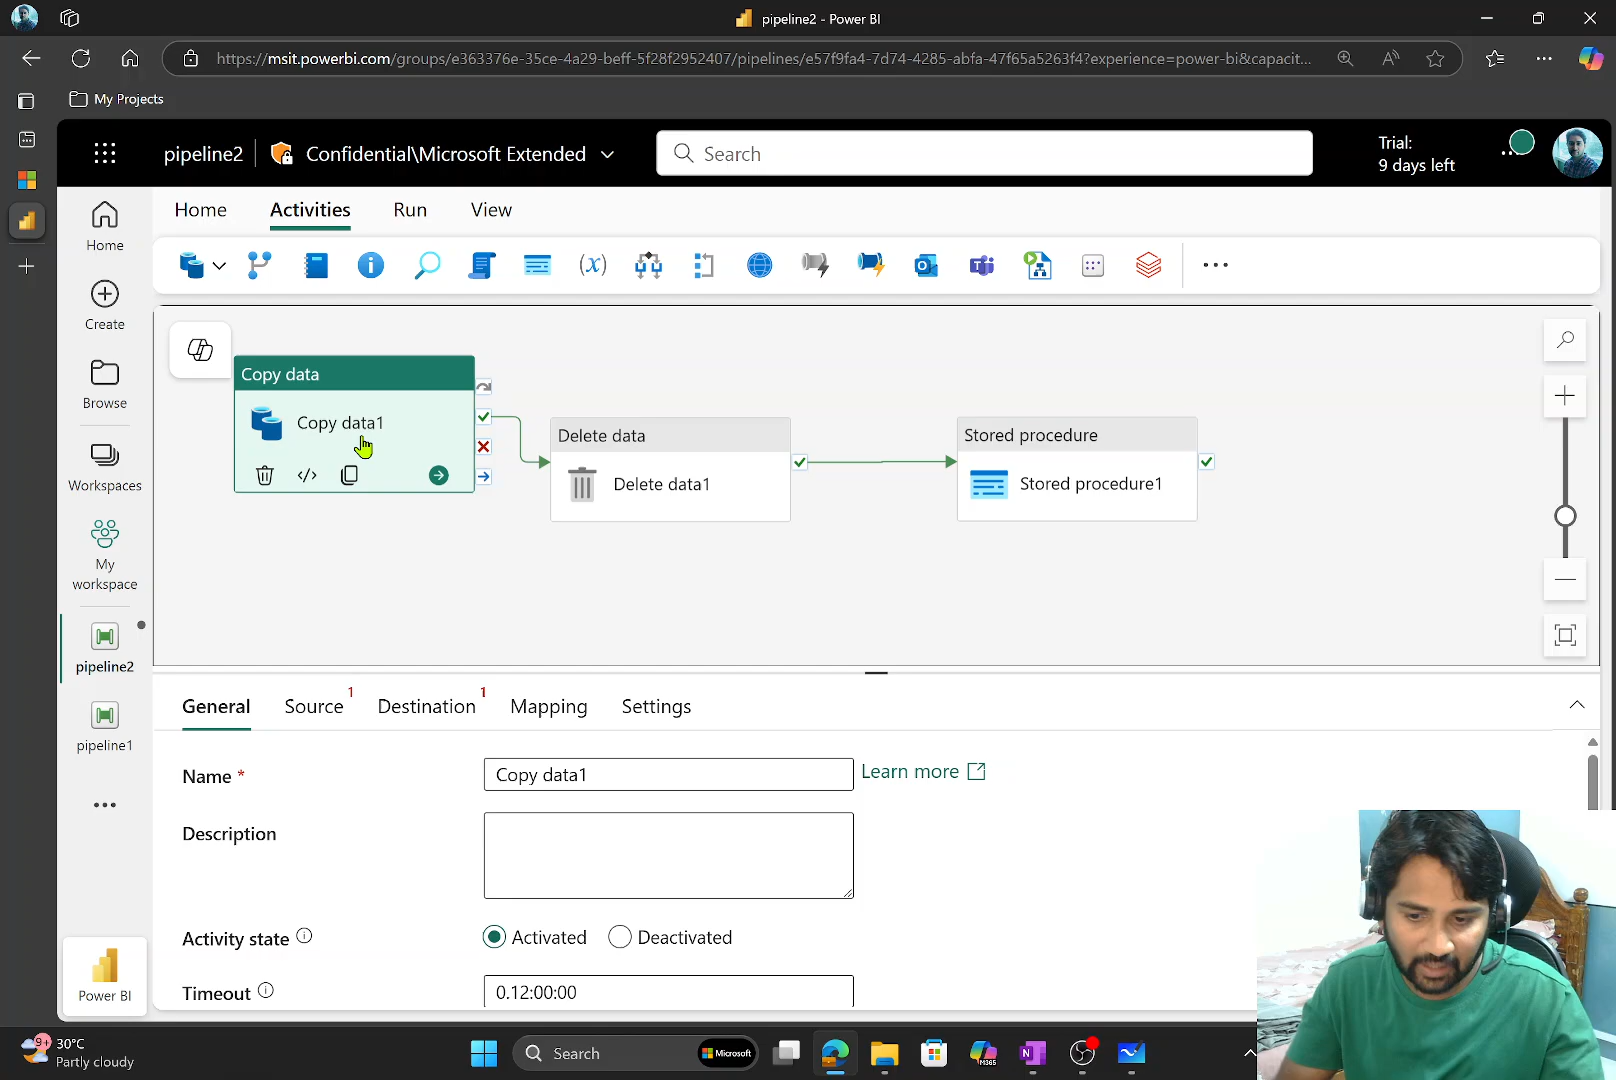 pipeline2 - Power BI
https://msit.powerbi.com/groups/e363376e-35ce-4a29-beff-5f28f2952407/pipelines/e57f9fa4-7d74-4285-abfa-47f65a5263f4?experience=power-bi&capacit...
My Projects
pipeline2
Confidential\Microsoft Extended
Search
Trial:
9 days left
Home
Activities
Run
View
Home
Create
Browse
Workspaces
My
workspace
pipeline2
pipeline1
Power BI
Copy data
Copy data1
Delete data
Delete data1
Stored procedure
Stored procedure1
General
Source 1
Destination 1
Mapping
Settings
Name *
Copy data1
Learn more
Description
Activity state
Activated
Deactivated
Timeout
0.12:00:00
9+
30°C
Partly cloudy
Search
Microsoft
M365